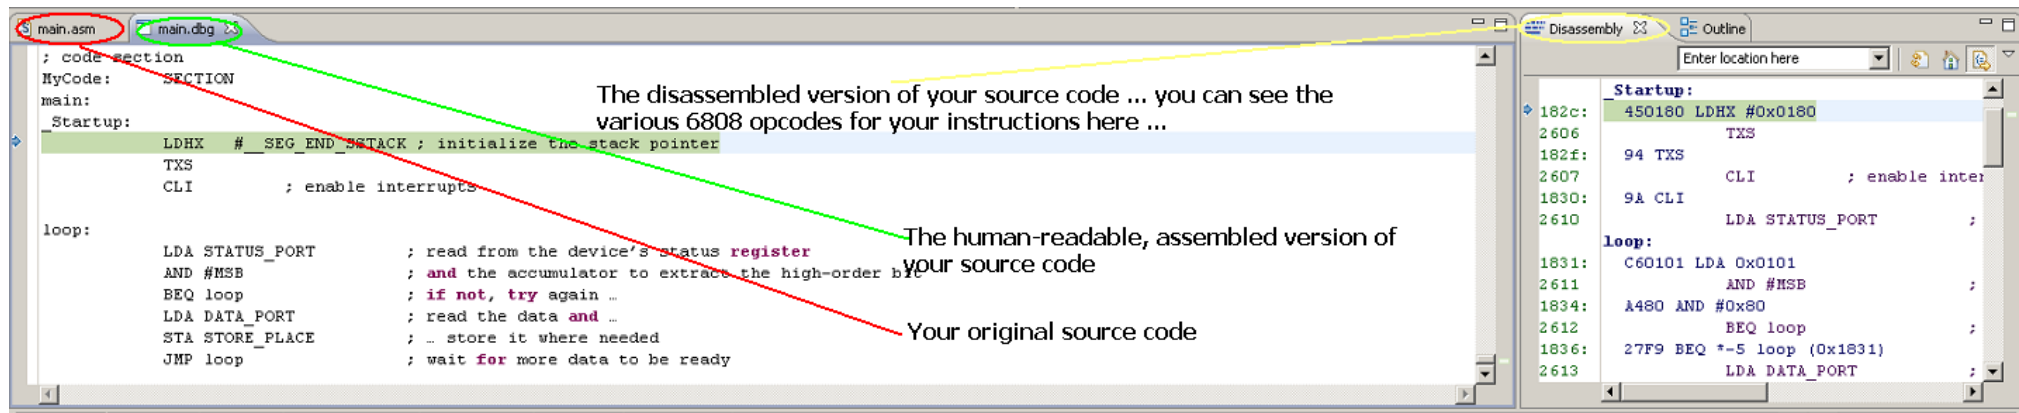 main.asm
main.dbg
; code section
MyCode: SECTION
main:
_Startup:
LDHX #__SEG_END_SSTACK ; initialize the stack pointer
TXS
CLI ; enable interrupts
loop:
LDA STATUS_PORT ; read from the device's status register
AND #MSB ; and the accumulator to extract the high-order bit
BEQ loop ; if not, try again …
LDA DATA_PORT ; read the data and …
STA STORE_PLACE ; … store it where needed
JMP loop ; wait for more data to be ready
The disassembled version of your source code ... you can see the
various 6808 opcodes for your instructions here ...
The human-readable, assembled version of
your source code
Your original source code
Disassembly
Outline
Enter location here
_Startup:
182c: 450180 LDHX #0x0180
2606 TXS
182f: 94 TXS
2607 CLI ; enable inter
1830: 9A CLI
2610 LDA STATUS_PORT ;
loop:
1831: C60101 LDA 0x0101
2611 AND #MSB ;
1834: A480 AND #0x80
2612 BEQ loop ;
1836: 27F9 BEQ *-5 loop (0x1831)
2613 LDA DATA_PORT ;